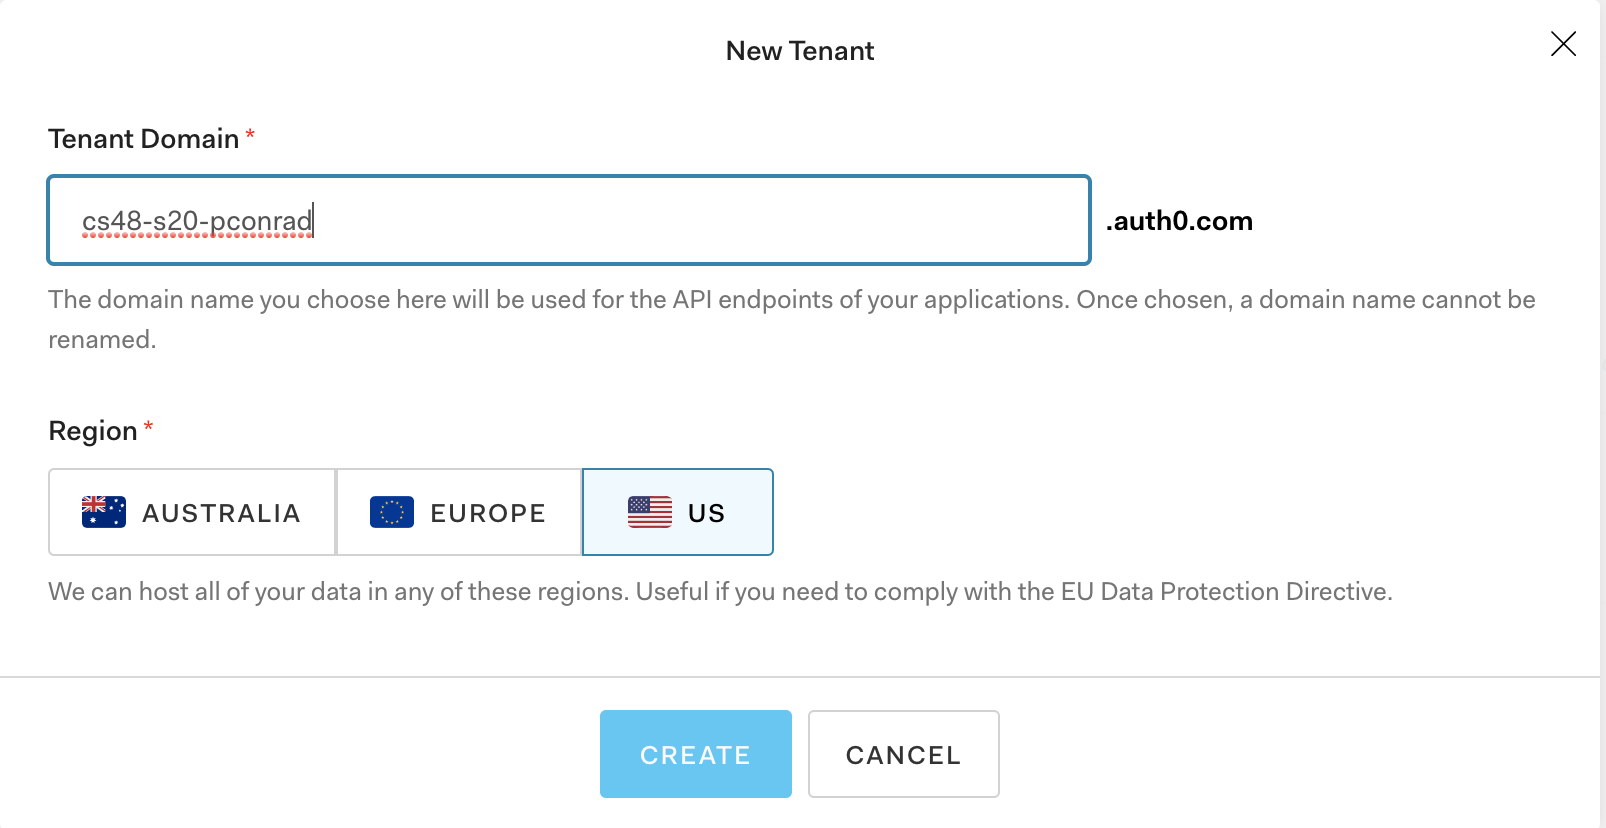 New Tenant
Tenant Domain *
cs48-s20-pconrad
.auth0.com
The domain name you choose here will be used for the API endpoints of your applications. Once chosen, a domain name cannot be
renamed.
Region *
AUSTRALIA
EUROPE
US
We can host all of your data in any of these regions. Useful if you need to comply with the EU Data Protection Directive.
CREATE
CANCEL